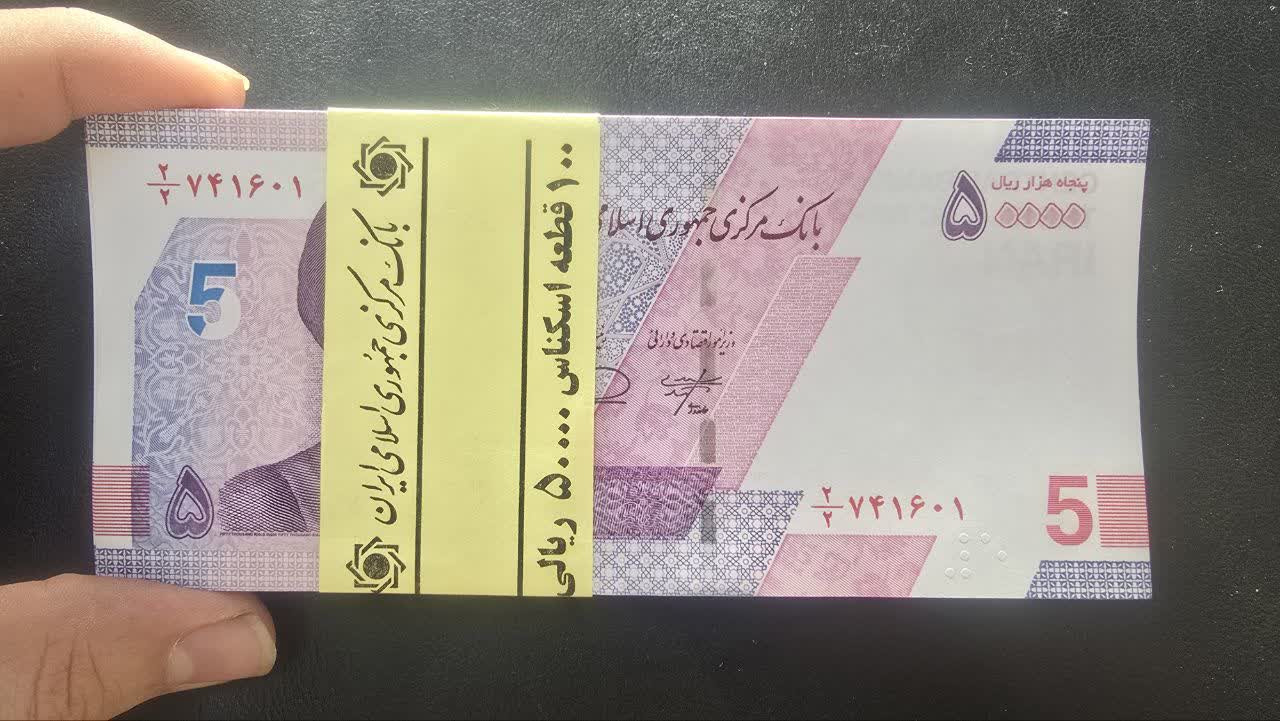 ۲/۲ ۷۴۱۶۰۱
5
۵
بانک مرکزی جمهوری اسلامی ایران
۱۰۰ قطعه اسکناس ۵۰۰۰۰ ریالی
بانک مرکزی جمهوری اسلامی
وزیر امور اقتصادی و دارائی
پنجاه هزار ریال
۵۰۰۰۰
۲/۲ ۷۴۱۶۰۱
5